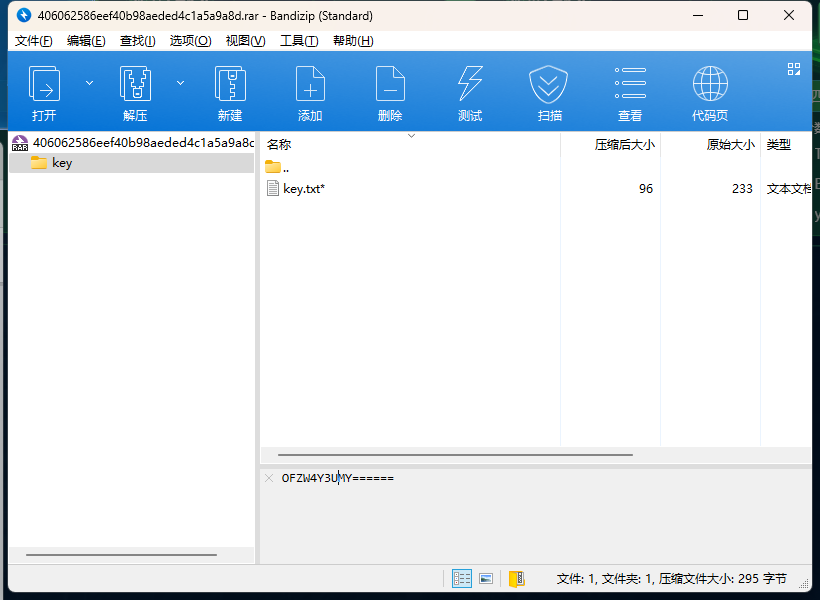 406062586eef40b98aeded4c1a5a9a8d.rar - Bandizip (Standard)
文件(F) 编辑(E) 查找(I) 选项(O) 视图(V) 工具(T) 帮助(H)
打开 解压 新建 添加 删除 测试 扫描 查看 代码页
406062586eef40b98aeded4c1a5a9a8c
key
名称 压缩后大小 原始大小 类型
..
key.txt* 96 233 文本文档
OFZW4Y3UMY======
文件: 1, 文件夹: 1, 压缩文件大小: 295 字节